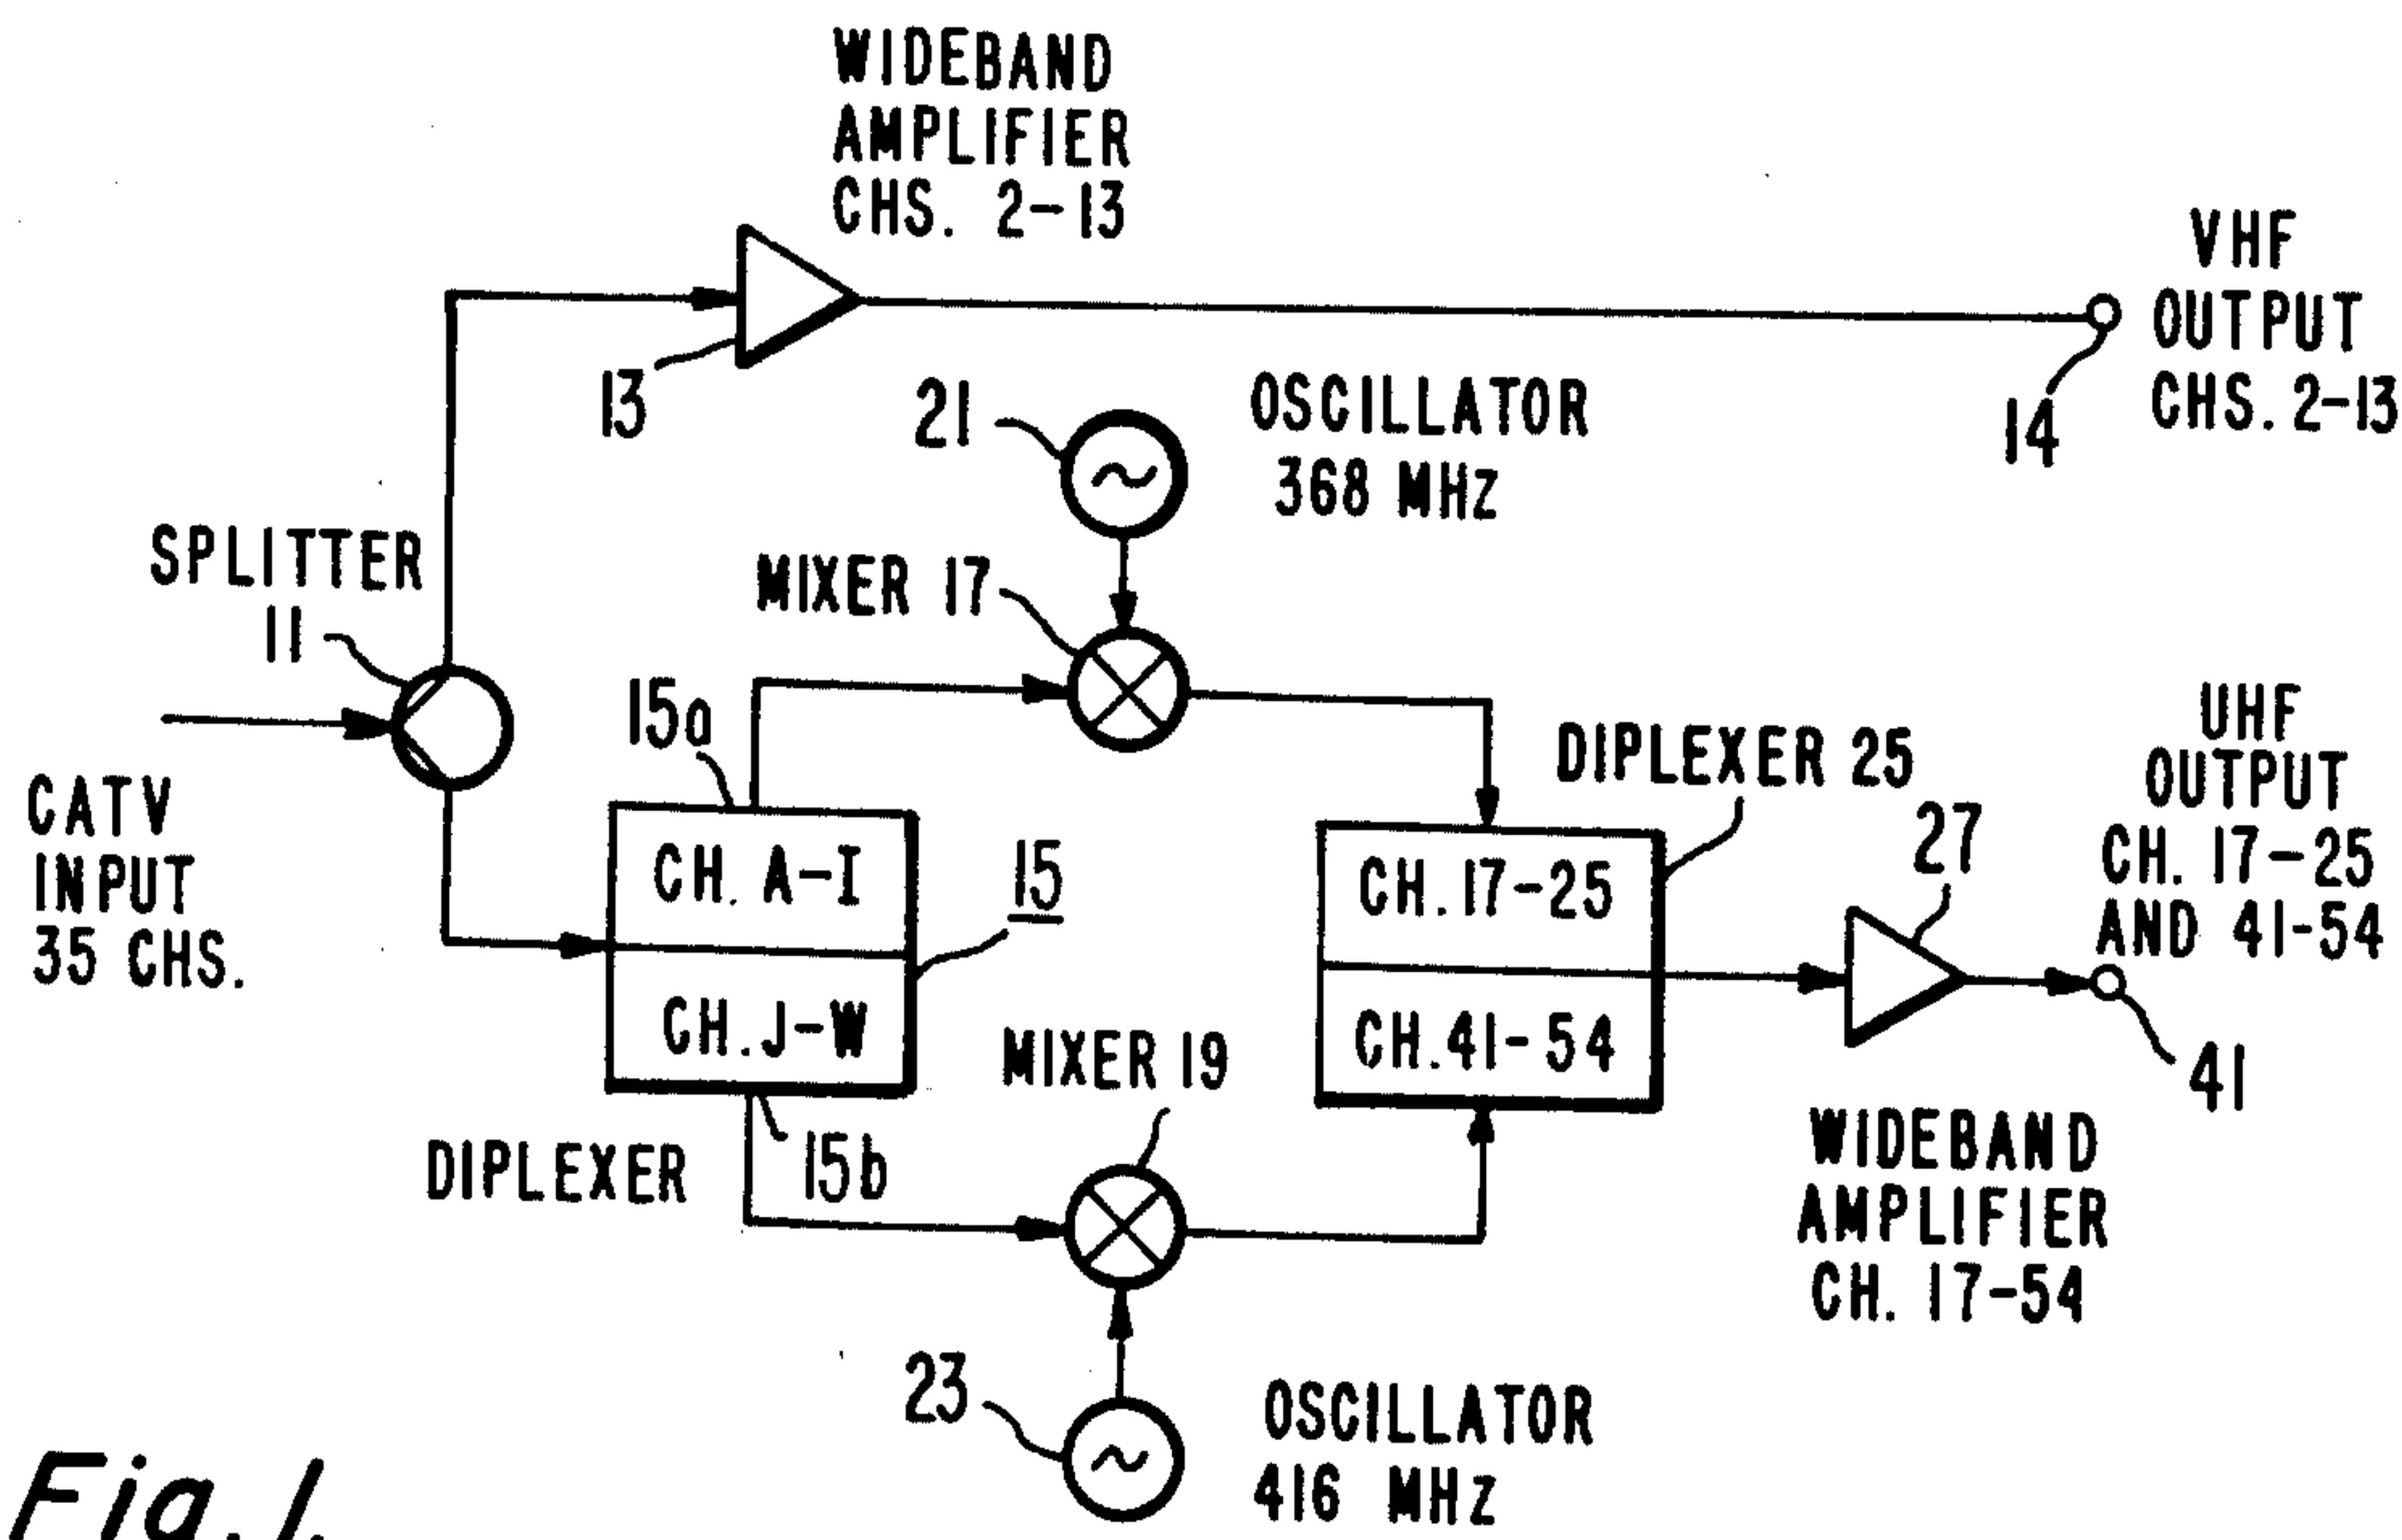 WIDEBAND
AMPLIFIER
CHS. 2-13
VHF
OUTPUT
CHS. 2-13
13
14
21
OSCILLATOR
368 MHZ
SPLITTER
11
MIXER 17
CATV
INPUT
35 CHS.
15a
CH. A-I
CH. J-W
15
15b
DIPLEXER
DIPLEXER 25
CH. 17-25
CH. 41-54
27
UHF
OUTPUT
CH. 17-25
AND 41-54
41
MIXER 19
WIDEBAND
AMPLIFIER
CH. 17-54
23
OSCILLATOR
416 MHZ
Fig. 1.